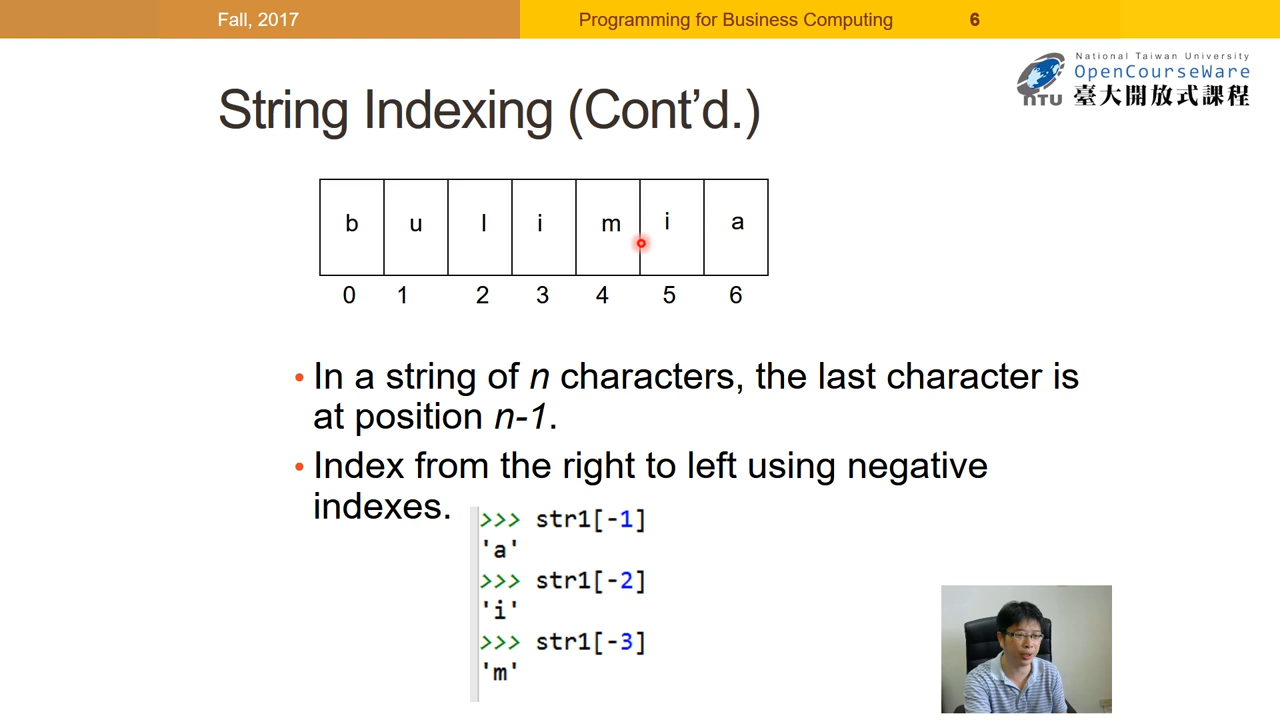 Fall, 2017
Programming for Business Computing
6
National Taiwan University
OpenCourseWare
NTU 臺大開放式課程
String Indexing (Cont’d.)
b u l i m i a
0 1 2 3 4 5 6
• In a string of n characters, the last character is
at position n-1.
• Index from the right to left using negative
indexes.
>>> str1[-1]
'a'
>>> str1[-2]
'i'
>>> str1[-3]
'm'